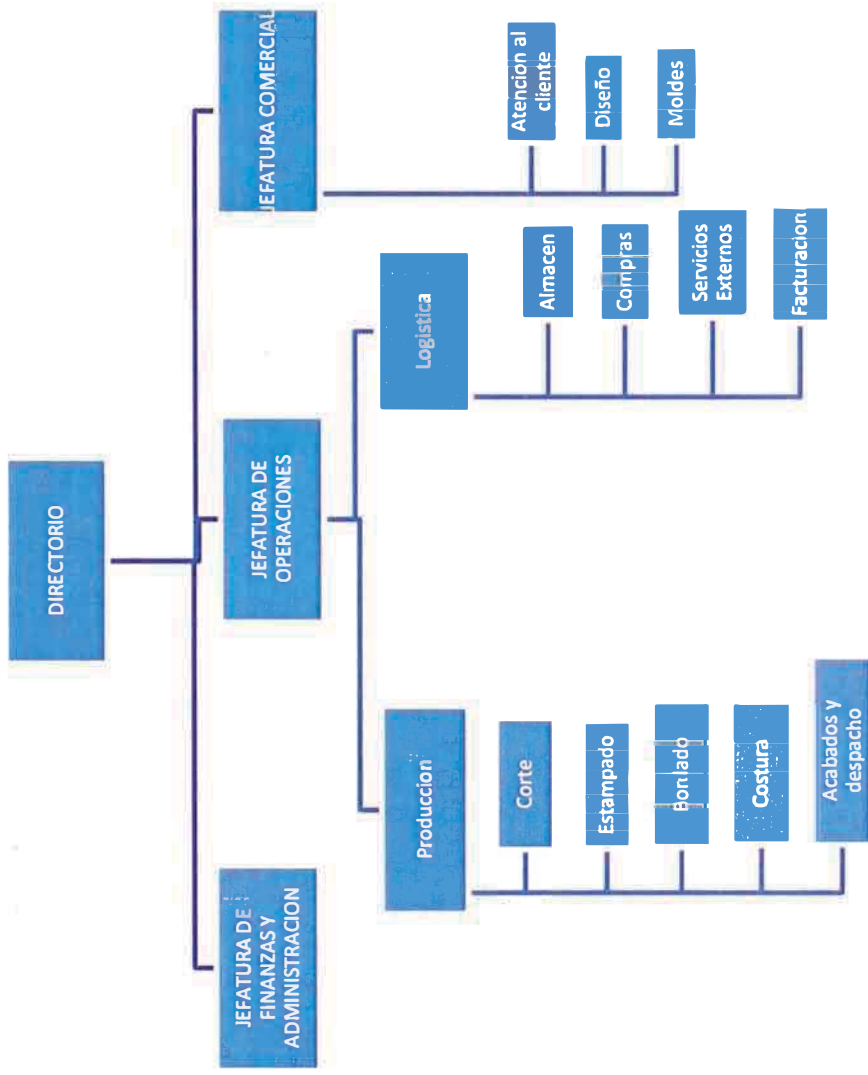 DIRECTORIO
JEFATURA DE
FINANZAS Y
ADMINISTRACION
JEFATURA DE
OPERACIONES
JEFATURA COMERCIAL
Produccion
Logistica
Corte
Estampado
Bordado
Costura
Acabados y
despacho
Almacen
Compras
Servicios
Externos
Facturacion
Atencion al
cliente
Diseño
Moldes